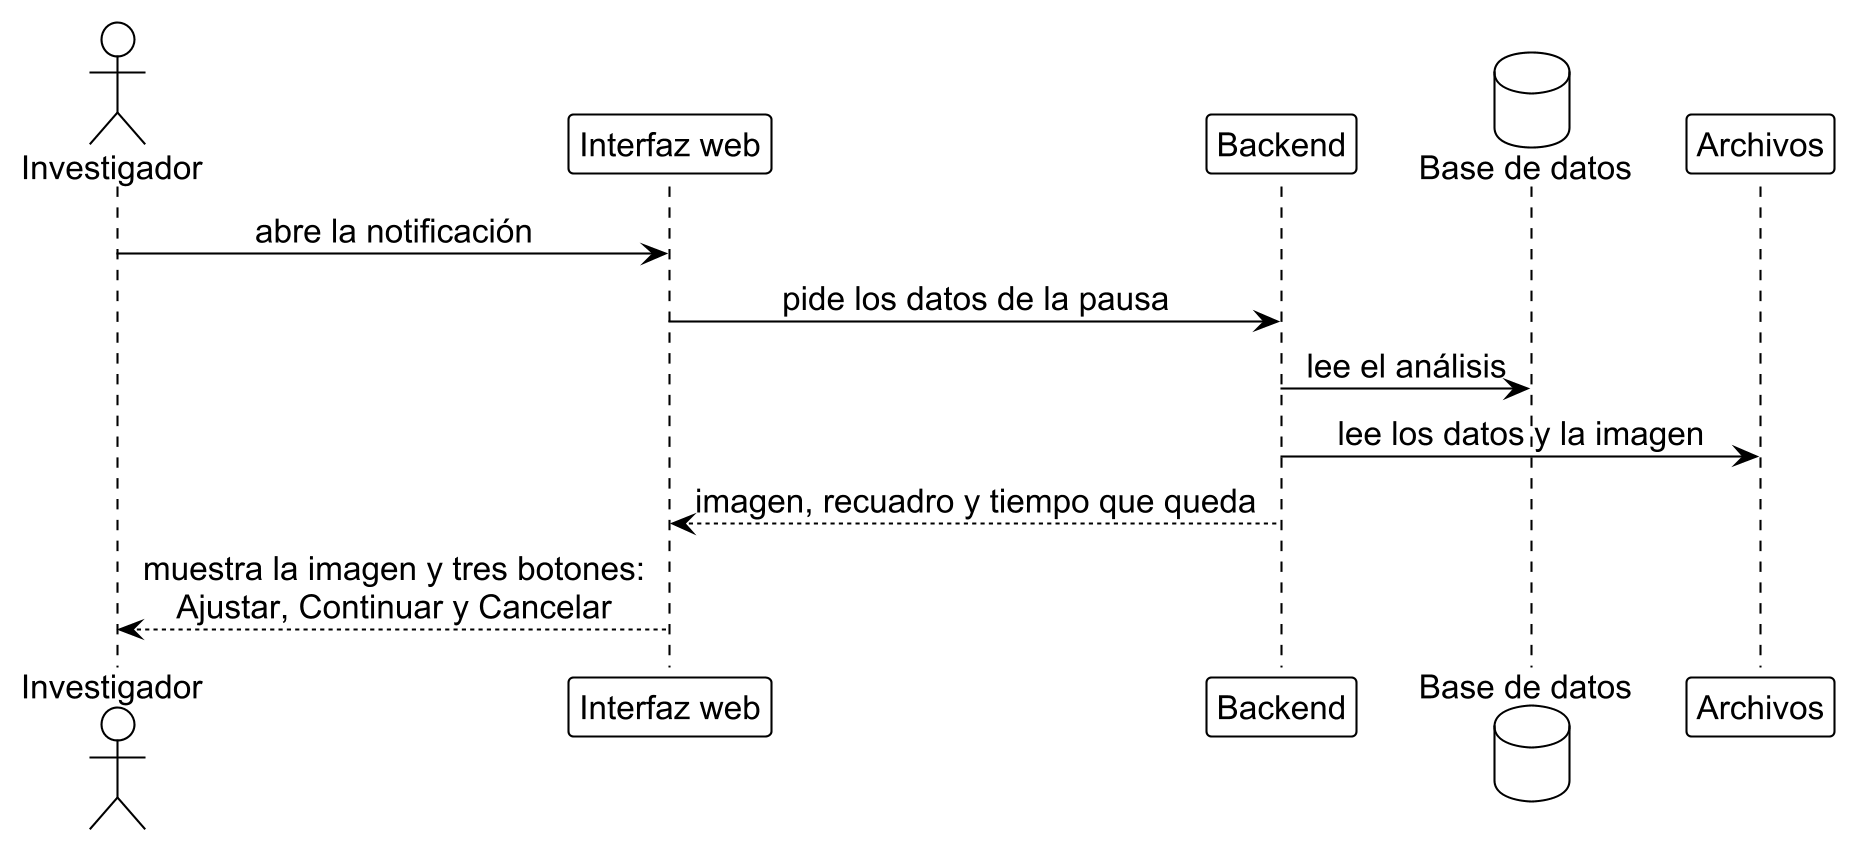 Investigador
Interfaz web
Backend
Base de datos
Archivos
abre la notificación
pide los datos de la pausa
lee el análisis
lee los datos y la imagen
imagen, recuadro y tiempo que queda
muestra la imagen y tres botones:
Ajustar, Continuar y Cancelar
Investigador
Interfaz web
Backend
Base de datos
Archivos